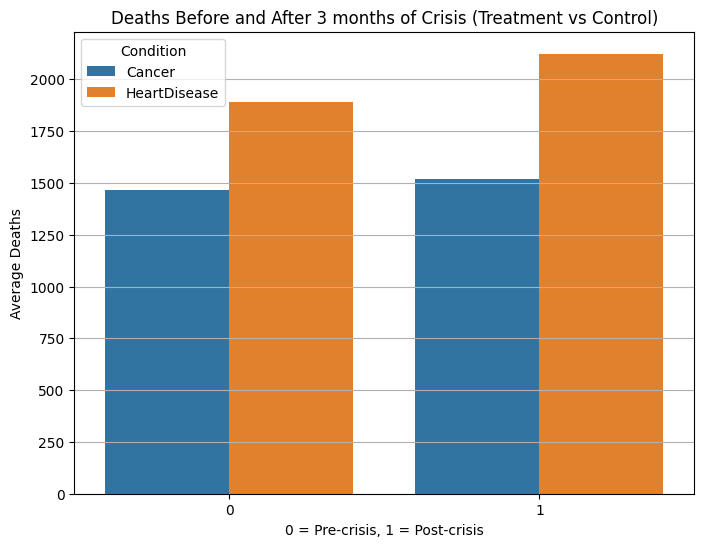 Deaths Before and After 3 months of Crisis (Treatment vs Control)
Condition
Cancer
HeartDisease
Average Deaths
2000
1750
1500
1250
1000
750
500
250
0
0
1
0 = Pre-crisis, 1 = Post-crisis